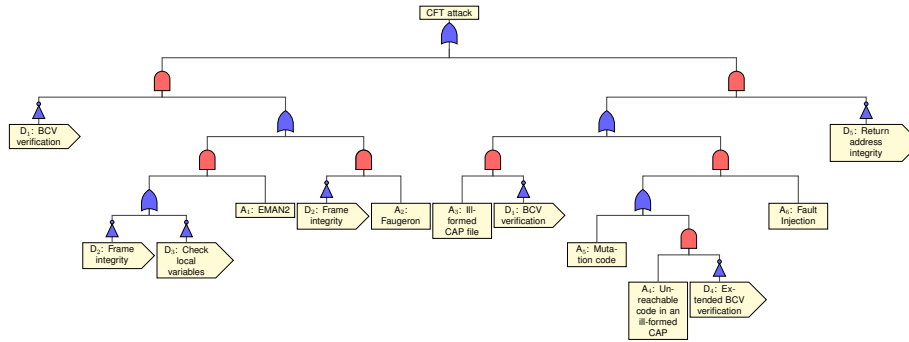 CFT attack
D₁: BCV
verification
D₅: Return
address
integrity
A₁: EMAN2
D₂: Frame
integrity
A₂:
Faugeron
A₃: Ill-
formed
CAP file
D₁: BCV
verification
A₆: Fault
Injection
D₂: Frame
integrity
D₃: Check
local
variables
A₅: Muta-
tion code
A₄: Un-
reachable
code in an
ill-formed
CAP
D₄: Ex-
tended BCV
verification